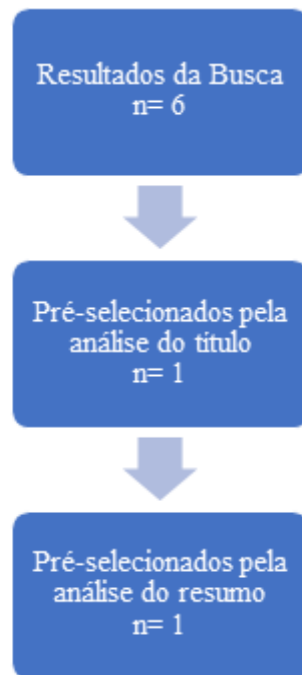 Resultados da Busca
n= 6
Pré-selecionados pela
análise do título
n= 1
Pré-selecionados pela
análise do resumo
n= 1